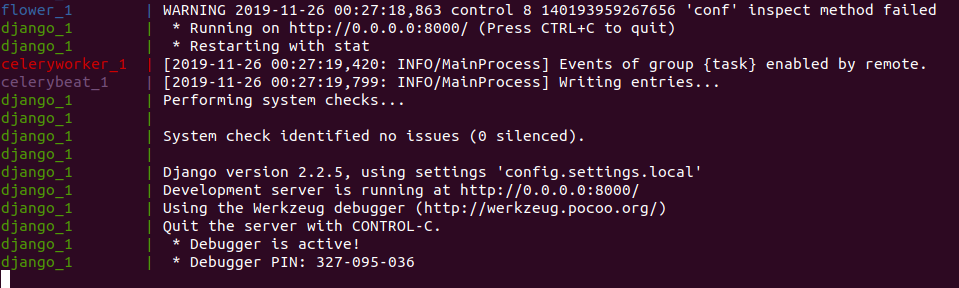 flower_1         | WARNING 2019-11-26 00:27:18,863 control 8 140193959267656 'conf' inspect method failed
django_1         |  * Running on http://0.0.0.0:8000/ (Press CTRL+C to quit)
django_1         |  * Restarting with stat
celeryworker_1  | [2019-11-26 00:27:19,420: INFO/MainProcess] Events of group {task} enabled by remote.
celerybeat_1     | [2019-11-26 00:27:19,799: INFO/MainProcess] Writing entries...
django_1         | Performing system checks...
django_1         |
django_1         | System check identified no issues (0 silenced).
django_1         |
django_1         | Django version 2.2.5, using settings 'config.settings.local'
django_1         | Development server is running at http://0.0.0.0:8000/
django_1         | Using the Werkzeug debugger (http://werkzeug.pocoo.org/)
django_1         | Quit the server with CONTROL-C.
django_1         |  * Debugger is active!
django_1         |  * Debugger PIN: 327-095-036